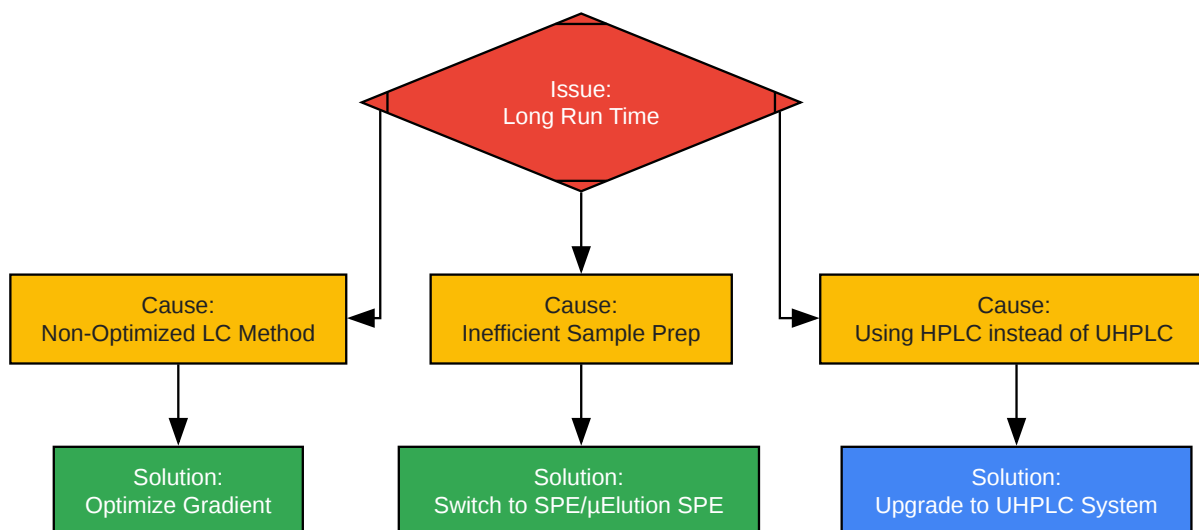 Issue:
Long Run Time
Cause:
Non-Optimized LC Method
Cause:
Inefficient Sample Prep
Cause:
Using HPLC instead of UHPLC
Solution:
Optimize Gradient
Solution:
Switch to SPE/µElution SPE
Solution:
Upgrade to UHPLC System